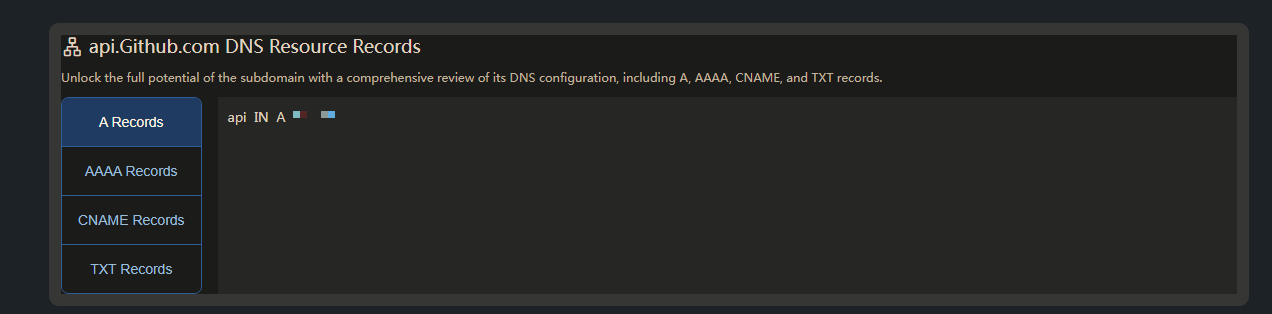 api.Github.com DNS Resource Records
Unlock the full potential of the subdomain with a comprehensive review of its DNS configuration, including A, AAAA, CNAME, and TXT records.
A Records
api IN A
AAAA Records
CNAME Records
TXT Records